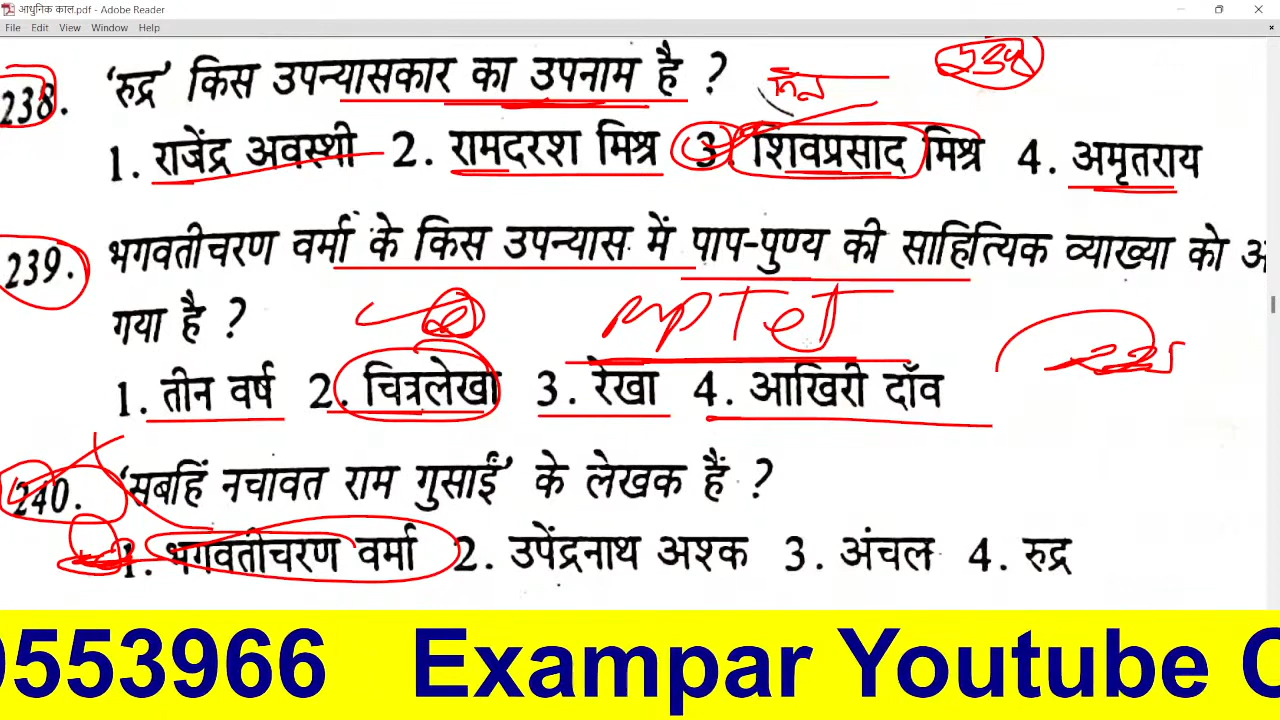 आधुनिक काल.pdf - Adobe Reader
File Edit View Window Help
238. 'रुद्र' किस उपन्यासकार का उपनाम है ?
1. राजेंद्र अवस्थी 2. रामदरश मिश्र 3. शिवप्रसाद मिश्र 4. अमृतराय
239. भगवतीचरण वर्मा के किस उपन्यास में पाप-पुण्य की साहित्यिक व्याख्या को
गया है ?
MPTET
1. तीन वर्ष 2. चित्रलेखा 3. रेखा 4. आखिरी दाँव
240. 'सबहिं नचावत राम गुसाईं' के लेखक हैं ?
1. भगवतीचरण वर्मा 2. उपेंद्रनाथ अश्क 3. अंचल 4. रुद्र
9553966 Exampar Youtube C